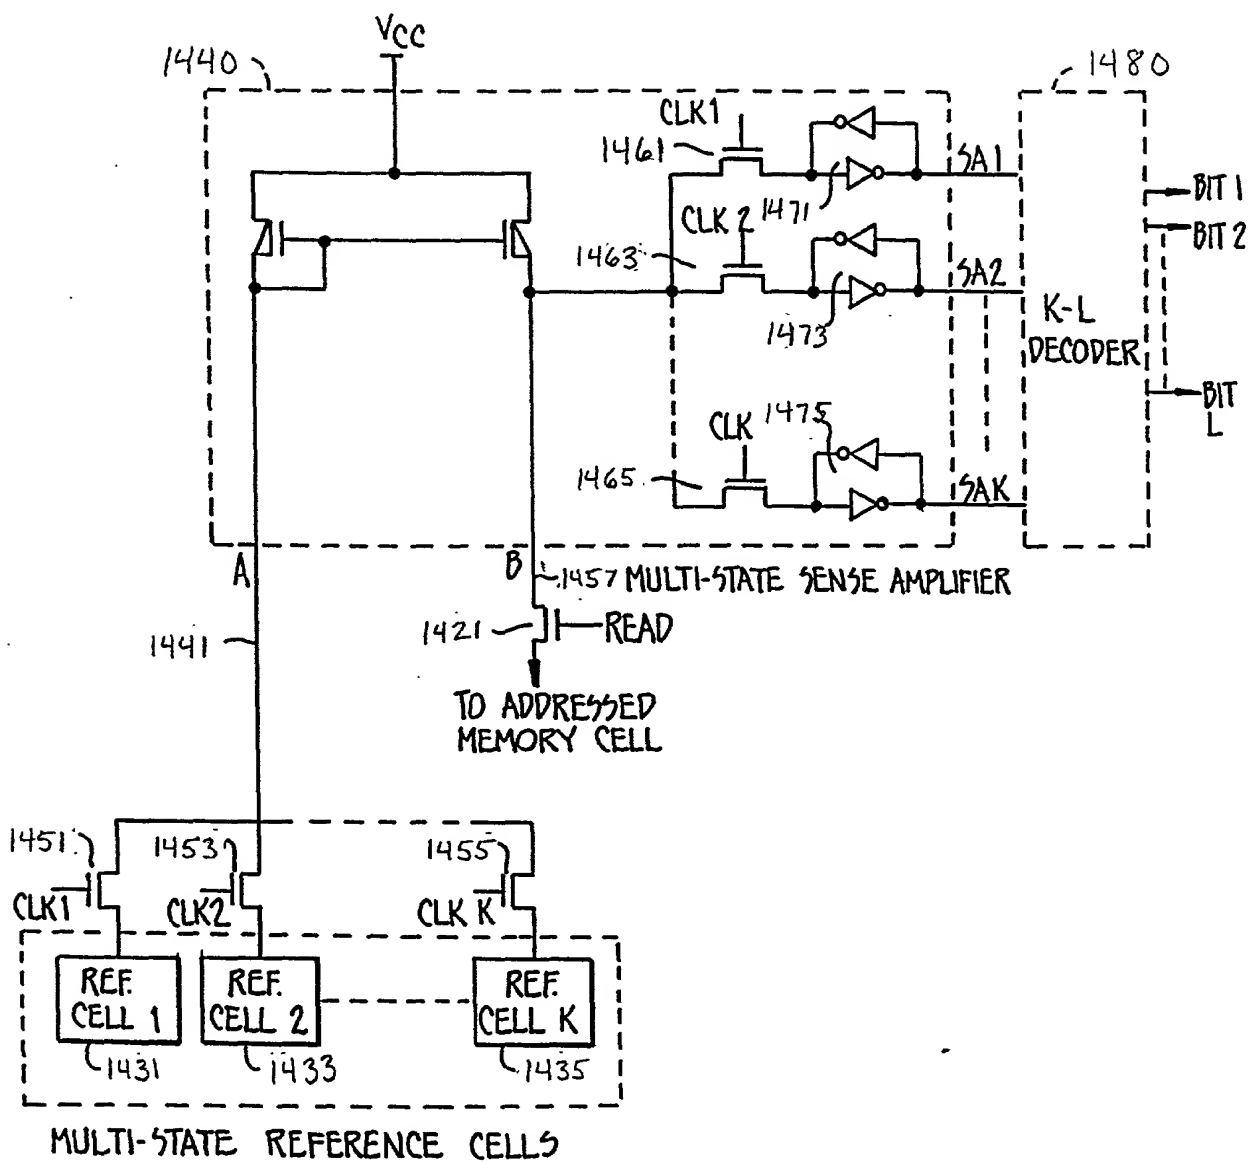 VCC
1440
1480
CLK1
1461
SA1
BIT 1
1471
CLK 2
BIT 2
1463
SA2
1473
K-L
DECODER
1475
CLK
BIT
L
1465
SAK
A
B
1457
MULTI-STATE SENSE AMPLIFIER
1421
READ
1441
TO ADDRESSED
MEMORY CELL
1451
1453
1455
CLK1
CLK2
CLK K
REF.
CELL 1
REF.
CELL 2
REF.
CELL K
1431
1433
1435
MULTI-STATE REFERENCE CELLS